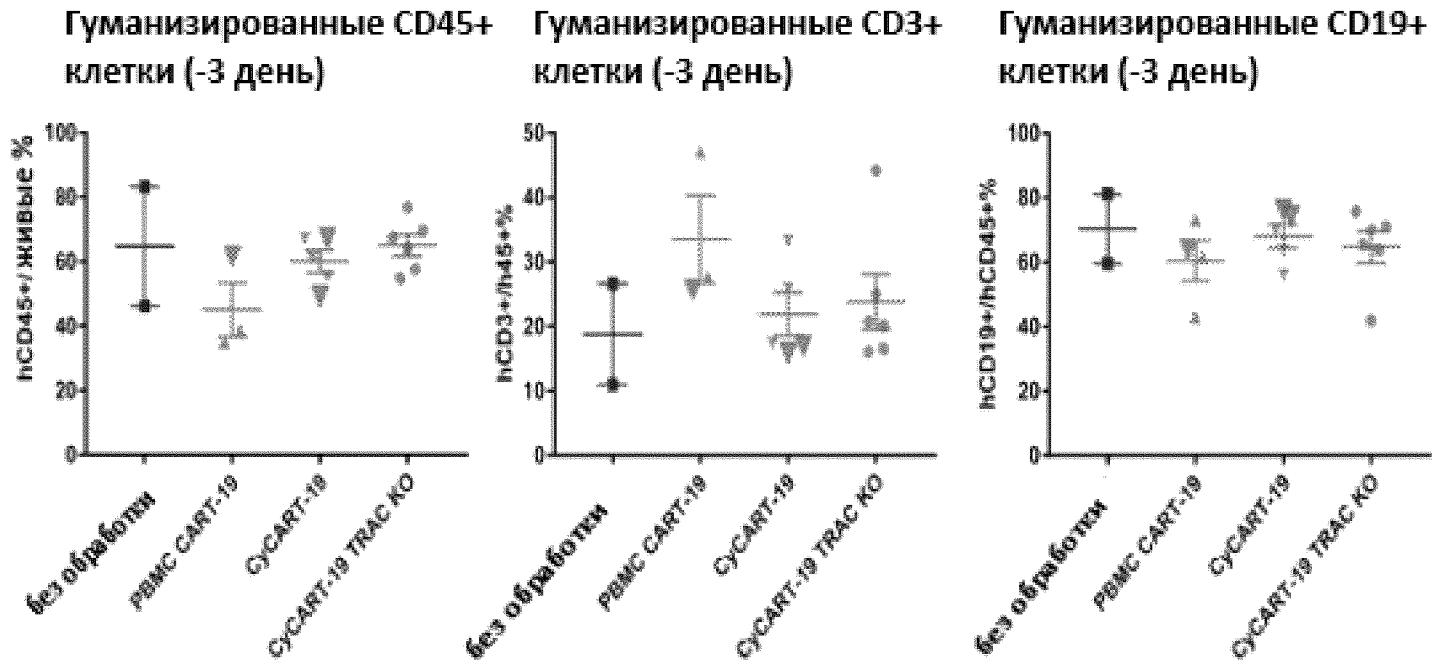 Гуманизированные CD45+
клетки (-3 день)
hCD45+/ живые %
100
80
60
40
20
0
без обработки
PBMC CART-19
CyCART-19
CyCART-19 TRAC KO
Гуманизированные CD3+
клетки (-3 день)
hCD3+/h45+%
50
40
30
20
10
0
без обработки
PBMC CART-19
CyCART-19
CyCART-19 TRAC KO
Гуманизированные CD19+
клетки (-3 день)
hCD19+/hCD45+%
100
80
60
40
20
0
без обработки
PBMC CART-19
CyCART-19
CyCART-19 TRAC KO